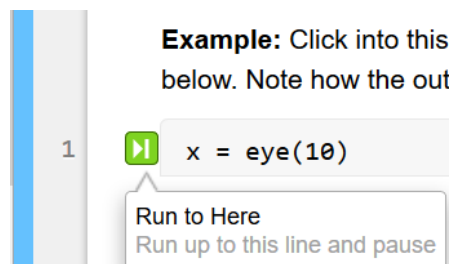 Example: Click into this
below. Note how the out
1
x = eye(10)
Run to Here
Run up to this line and pause